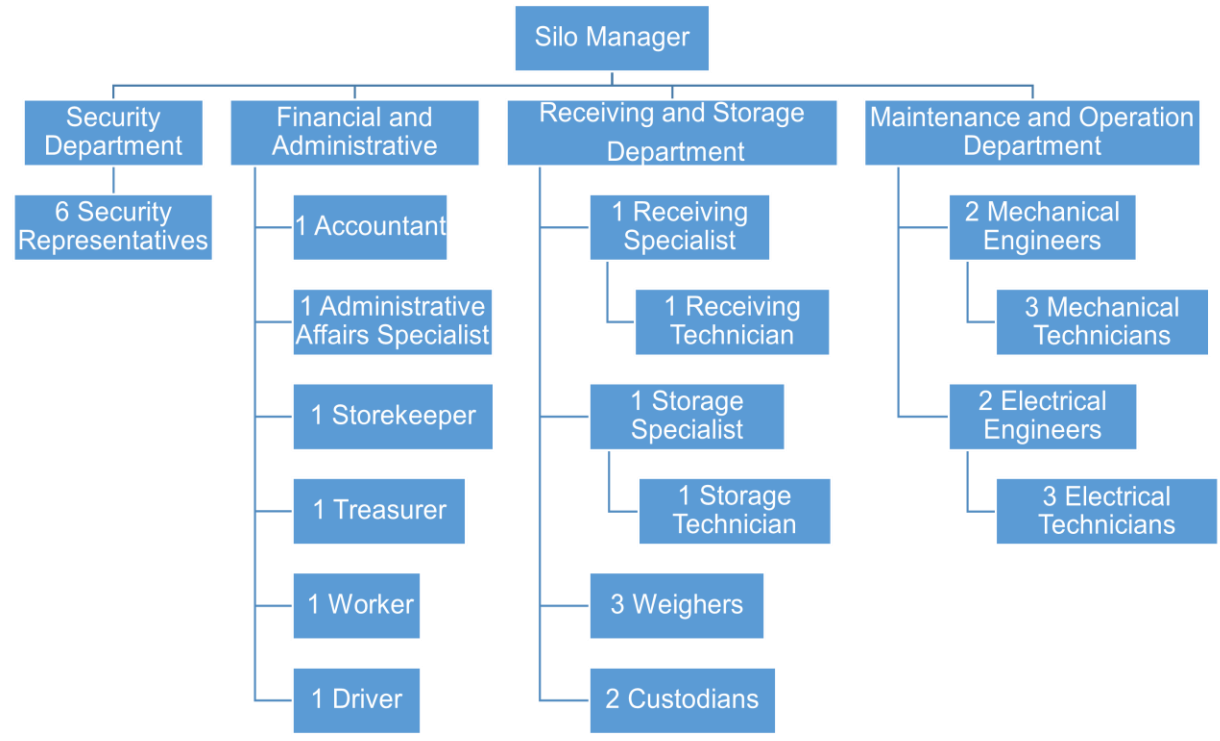 Silo Manager
Security
Department
6 Security
Representatives
Financial and
Administrative
1 Accountant
1 Administrative
Affairs Specialist
1 Storekeeper
1 Treasurer
1 Worker
1 Driver
Receiving and Storage
Department
1 Receiving
Specialist
1 Receiving
Technician
1 Storage
Specialist
1 Storage
Technician
3 Weighers
2 Custodians
Maintenance and Operation
Department
2 Mechanical
Engineers
3 Mechanical
Technicians
2 Electrical
Engineers
3 Electrical
Technicians